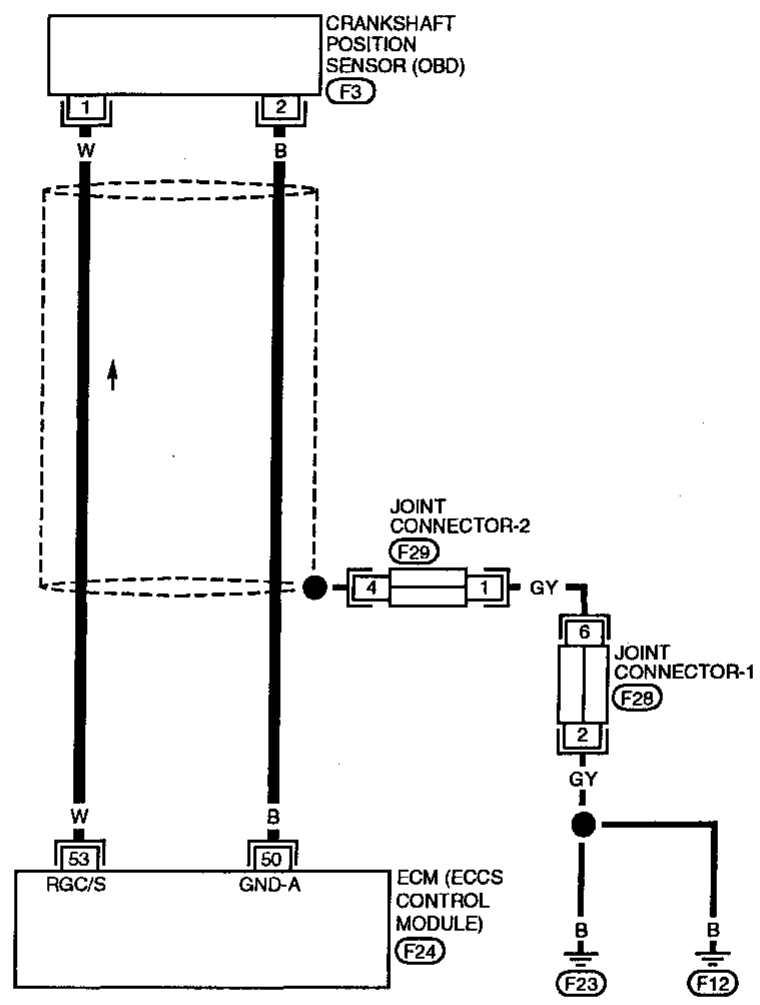 CRANKSHAFT
POSITION
SENSOR (OBD)
F3
1
2
W
B
JOINT
CONNECTOR-2
F29
4
1
GY
6
JOINT
CONNECTOR-1
F28
2
GY
W
B
53
50
RGC/S
GND-A
ECM (ECCS
CONTROL
MODULE)
F24
B
B
F23
F12